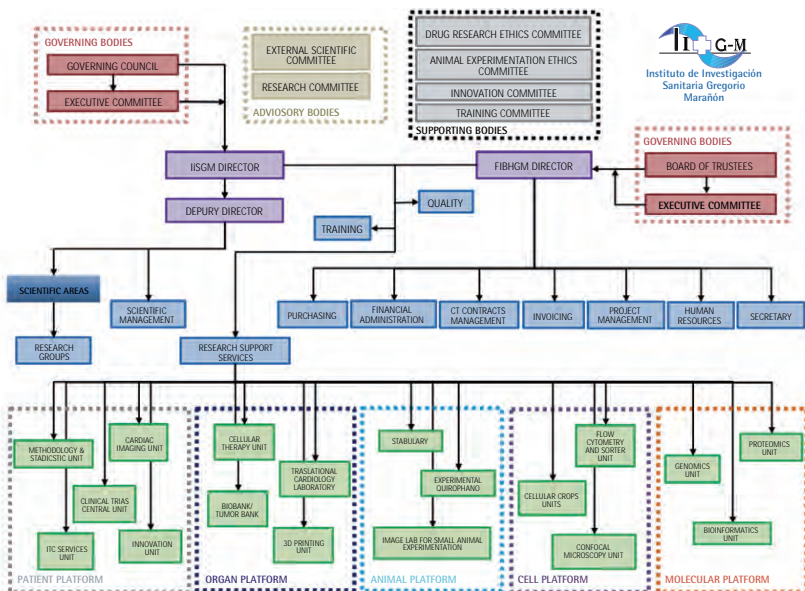 GOVERNING BODIES
GOVERNING COUNCIL
EXECUTIVE COMMITTEE
EXTERNAL SCIENTIFIC
COMMITTEE
RESEARCH COMMITTEE
ADVIOSORY BODIES
DRUG RESEARCH ETHICS COMMITTEE
ANIMAL EXPERIMENTATION ETHICS
COMMITTEE
INNOVATION COMMITTEE
TRAINING COMMITTEE
SUPPORTING BODIES
II G-M
Instituto de Investigación
Sanitaria Gregorio
Marañón
GOVERNING BODIES
BOARD OF TRUSTEES
EXECUTIVE COMMITTEE
IISGM DIRECTOR
FIBHGM DIRECTOR
DEPURY DIRECTOR
QUALITY
TRAINING
SCIENTIFIC AREAS
SCIENTIFIC
MANAGEMENT
RESEARCH
GROUPS
RESEARCH SUPPORT
SERVICES
PURCHASING
FINANCIAL
ADMINISTRATION
CT CONTRACTS
MANAGEMENT
INVOICING
PROJECT
MANAGEMENT
HUMAN
RESOURCES
SECRETARY
METHODOLOGY &
STADICSTIC UNIT
CARDIAC
IMAGING UNIT
CLINICAL TRIAS
CENTRAL UNIT
ITC SERVICES
UNIT
INNOVATION
UNIT
PATIENT PLATFORM
CELLULAR
THERAPY UNIT
TRASLATIONAL
CARDIOLOGY
LABORATORY
BIOBANK/
TUMOR BANK
3D PRINTING
UNIT
ORGAN PLATFORM
STABULARY
EXPERIMENTAL
QUIROPHANO
IMAGE LAB FOR SMALL ANIMAL
EXPERIMENTATION
ANIMAL PLATFORM
FLOW
CYTOMETRY
AND SORTER
UNIT
CELLULAR CROPS
UNITS
CONFOCAL
MICROSCOPY UNIT
CELL PLATFORM
PROTEOMICS
UNIT
GENOMICS
UNIT
BIOINFORMATICS
UNIT
MOLECULAR PLATFORM